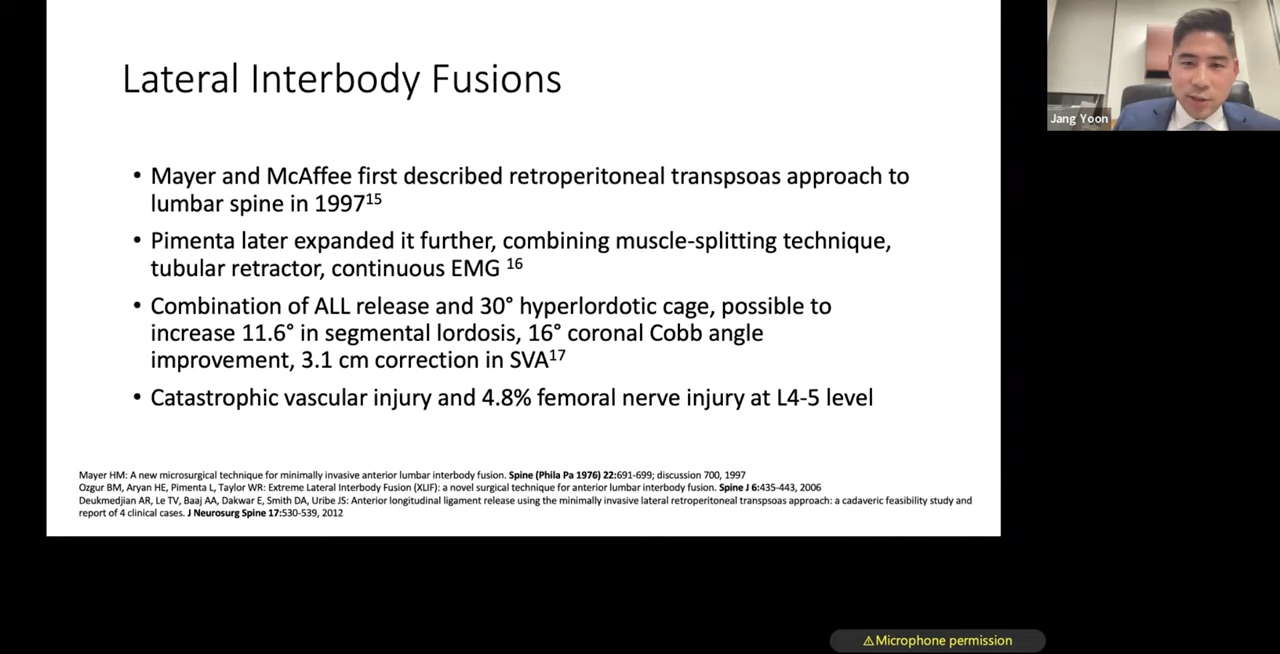 Lateral Interbody Fusions
• Mayer and McAffee first described retroperitoneal transpsoas approach to
lumbar spine in 1997¹⁵
• Pimenta later expanded it further, combining muscle-splitting technique,
tubular retractor, continuous EMG ¹⁶
• Combination of ALL release and 30° hyperlordotic cage, possible to
increase 11.6° in segmental lordosis, 16° coronal Cobb angle
improvement, 3.1 cm correction in SVA¹⁷
• Catastrophic vascular injury and 4.8% femoral nerve injury at L4-5 level
Mayer HM: A new microsurgical technique for minimally invasive anterior lumbar interbody fusion. Spine (Phila Pa 1976) 22:691-699; discussion 700, 1997
Ozgur BM, Aryan HE, Pimenta L, Taylor WR: Extreme Lateral Interbody Fusion (XLIF): a novel surgical technique for anterior lumbar interbody fusion. Spine J 6:435-443, 2006
Deukmedjian AR, Le TV, Baaj AA, Dakwar E, Smith DA, Uribe JS: Anterior longitudinal ligament release using the minimally invasive lateral retroperitoneal transpsoas approach: a cadaveric feasibility study and
report of 4 clinical cases. J Neurosurg Spine 17:530-539, 2012
Jang Yoon
⚠Microphone permission